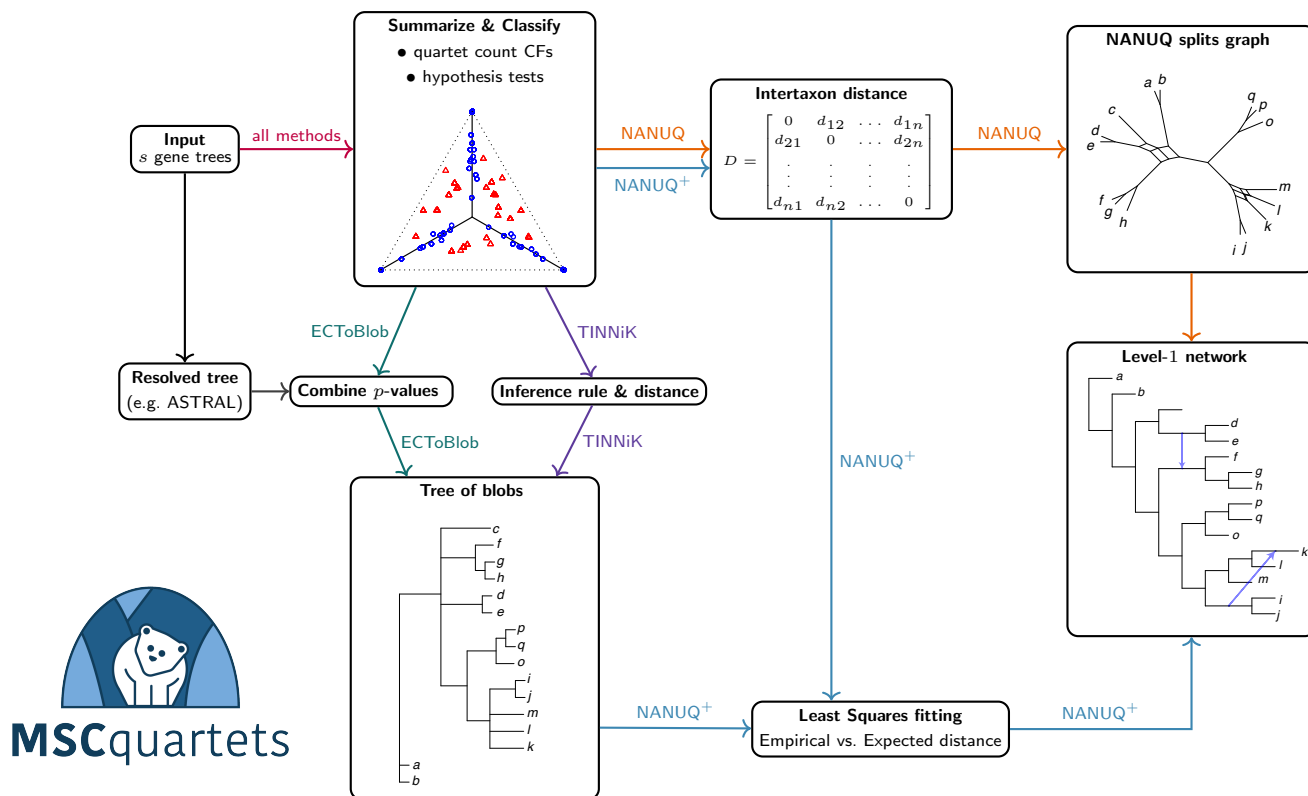 Summarize & Classify
• quartet count CFs
• hypothesis tests
Input
s gene trees
all methods
NANUQ
NANUQ⁺
Intertaxon distance
D =
0 d₁₂ … d₁ₙ
d₂₁ 0 … d₂ₙ
. . . .
. . . .
. . . .
dₙ₁ dₙ₂ … 0
NANUQ
NANUQ splits graph
a
b
c
d
e
f
g
h
q
p
o
m
l
k
i
j
ECToBlob
TINNiK
Resolved tree
(e.g. ASTRAL)
Combine p-values
Inference rule & distance
ECToBlob
TINNiK
NANUQ⁺
Level-1 network
a
b
d
e
f
g
h
p
q
o
k
l
m
i
j
Tree of blobs
c
f
g
h
d
e
p
q
o
i
j
m
l
k
a
b
NANUQ⁺
Least Squares fitting
Empirical vs. Expected distance
NANUQ⁺
MSCquartets